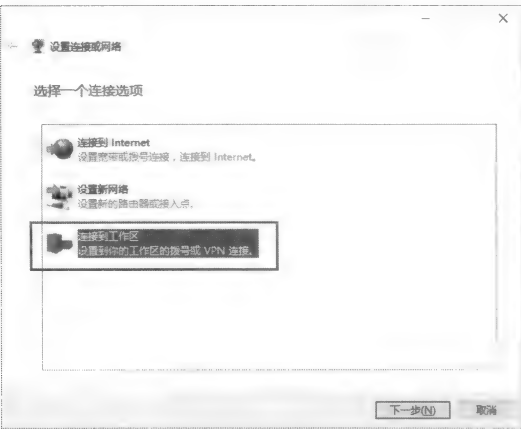 设置连接或网络
选择一个连接选项
连接到 Internet
设置宽带或拨号连接，连接到 Internet。
设置新网络
设置新的路由器或接入点。
连接到工作区
设置到你的工作区的拨号或 VPN 连接。
下一步(N)
取消